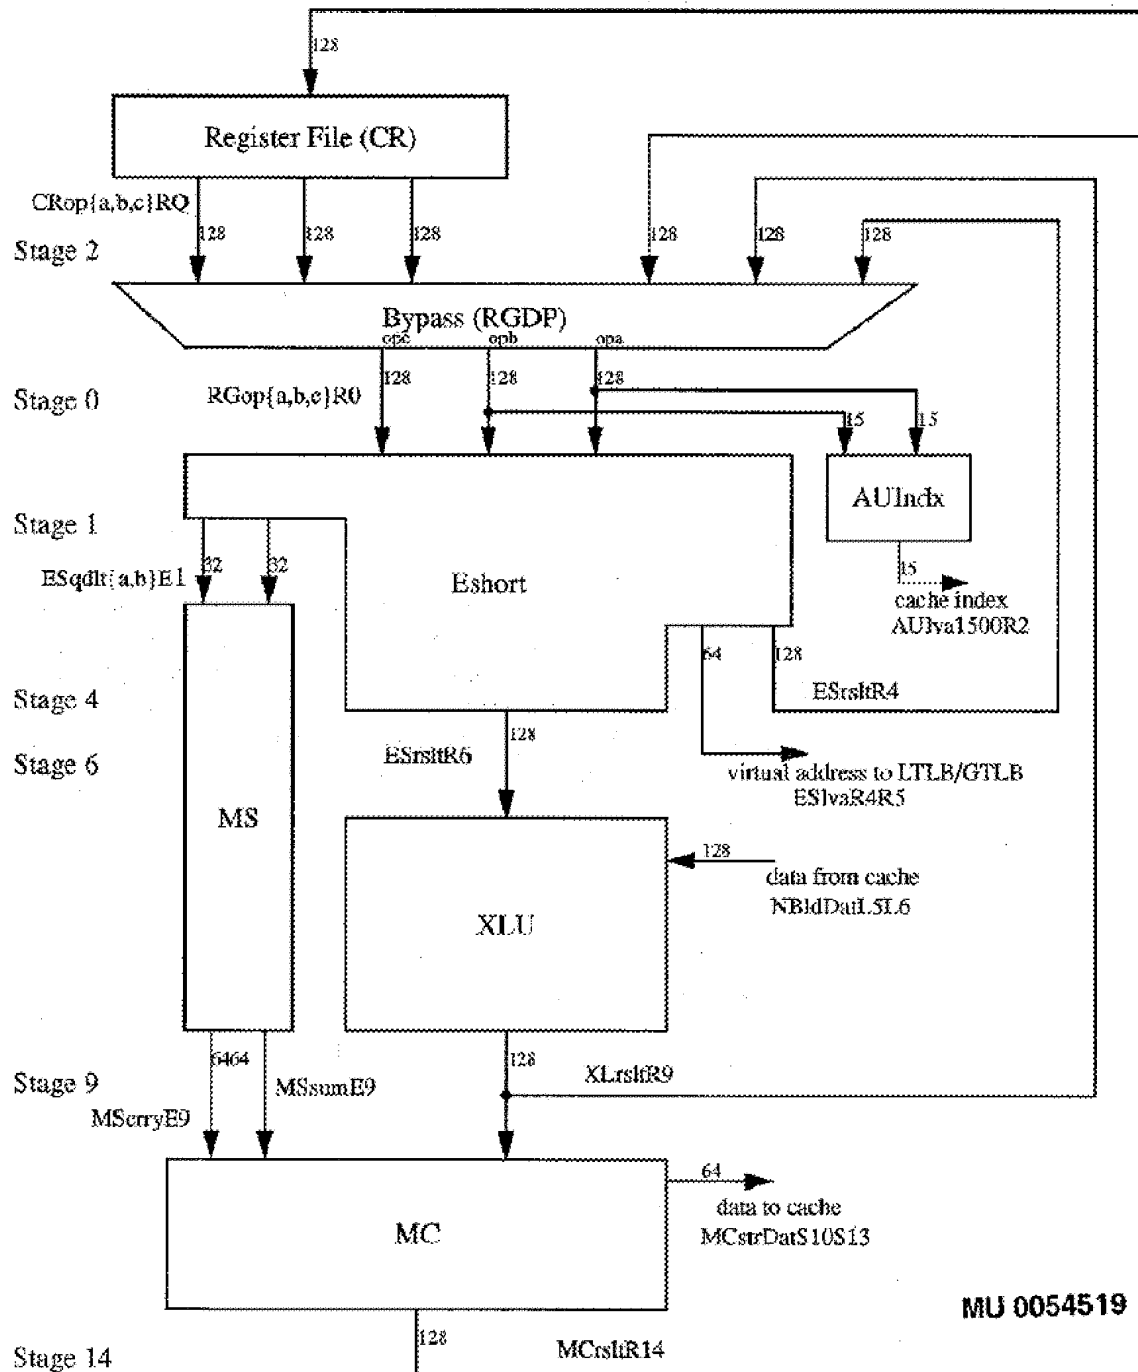 128
Register File (CR)
CRop{a,b,c}RQ
128 128 128 128 128 128
Stage 2
Bypass (RGDP)
opc opb opa
128 128 128
RGop{a,b,c}R0
Stage 0
15 15
AUIndx
Stage 1
32 32
ESqdlt{a,b}E1
Eshort
15
cache index
AUIva1500R2
64 128
ESrsltR4
Stage 4
128
ESrsltR6
Stage 6
virtual address to LTLB/GTLB
ESlvaR4R5
MS
128
data from cache
NBldDatL5L6
XLU
6464 128
XLrsltR9
Stage 9
MSsumE9
MScrryE9
64
data to cache
MCstrDatS10S13
MC
MU 0054519
128
MCrsltR14
Stage 14